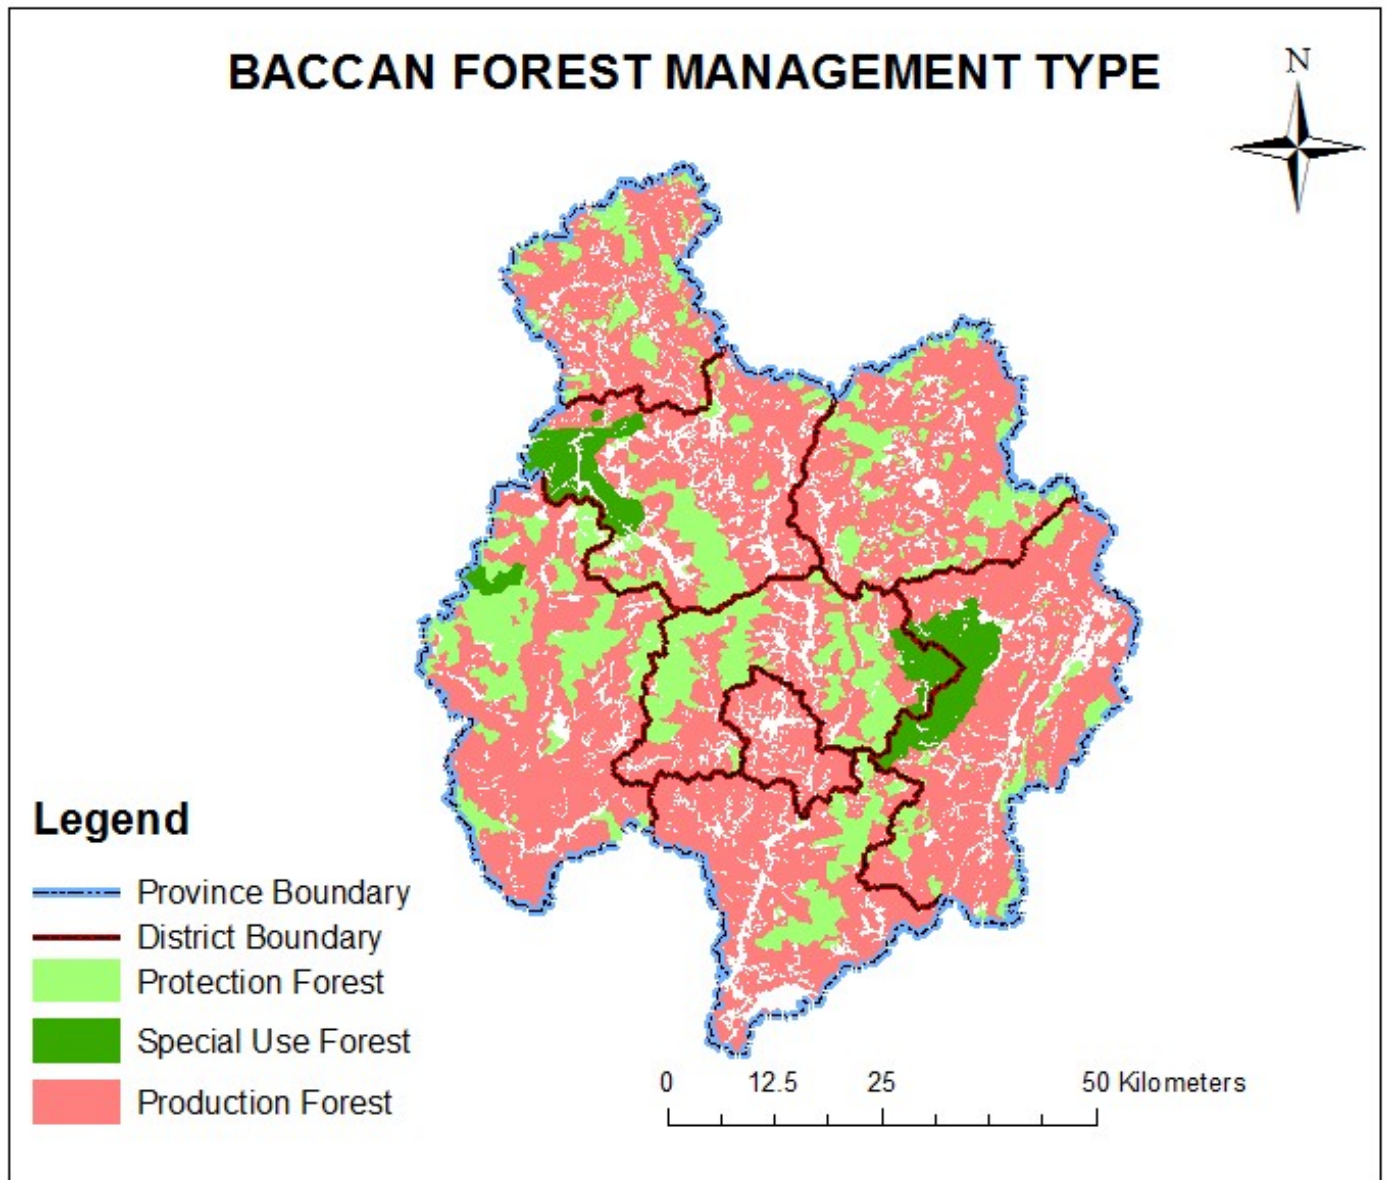 BACCAN FOREST MANAGEMENT TYPE
N
Legend
Province Boundary
District Boundary
Protection Forest
Special Use Forest
Production Forest
0 12.5 25 50 Kilometers